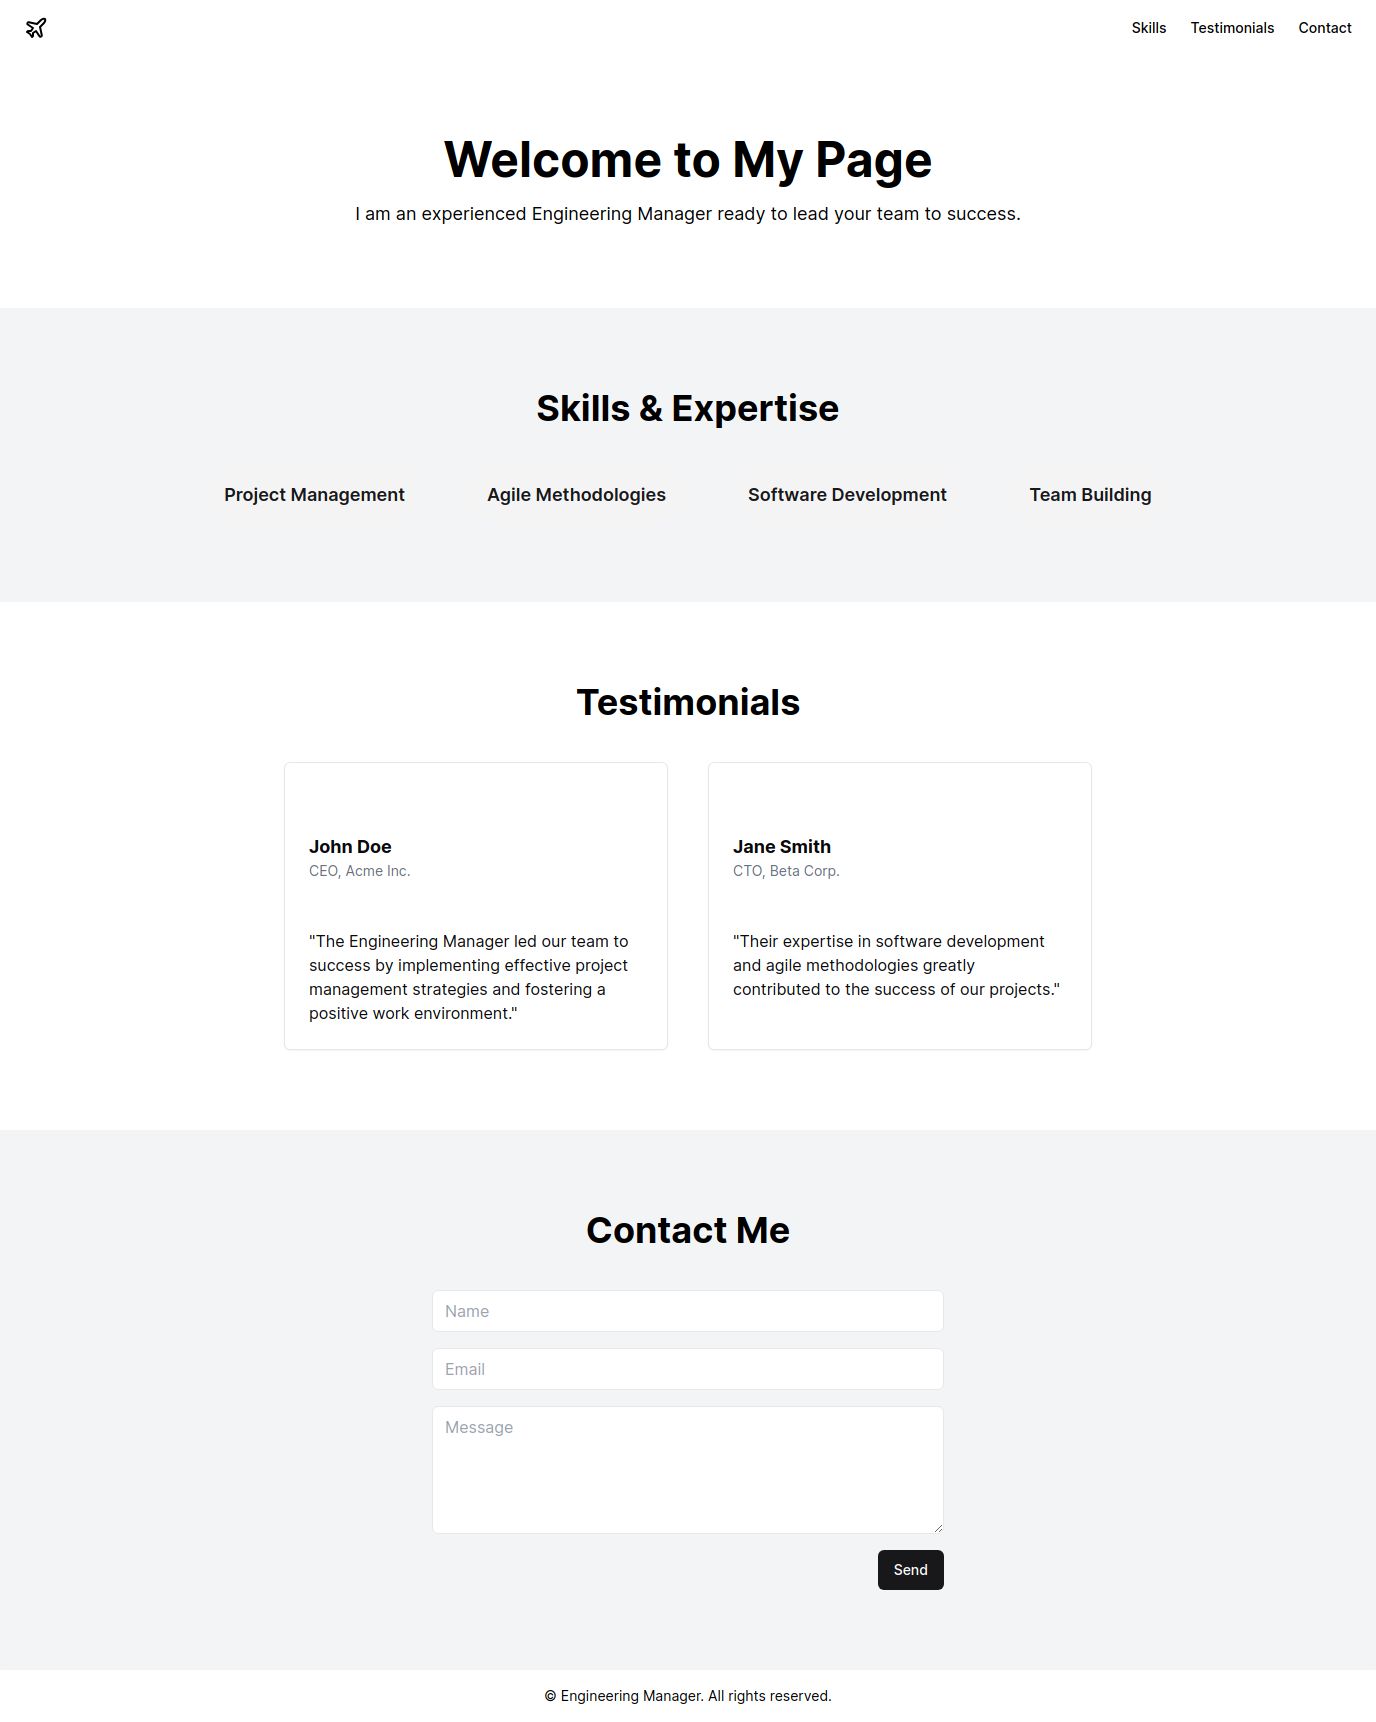 Skills Testimonials Contact
Welcome to My Page
I am an experienced Engineering Manager ready to lead your team to success.
Skills & Expertise
Project Management Agile Methodologies Software Development Team Building
Testimonials
John Doe
CEO, Acme Inc.
"The Engineering Manager led our team to
success by implementing effective project
management strategies and fostering a
positive work environment."
Jane Smith
CTO, Beta Corp.
"Their expertise in software development
and agile methodologies greatly
contributed to the success of our projects."
Contact Me
Name
Email
Message
Send
© Engineering Manager. All rights reserved.